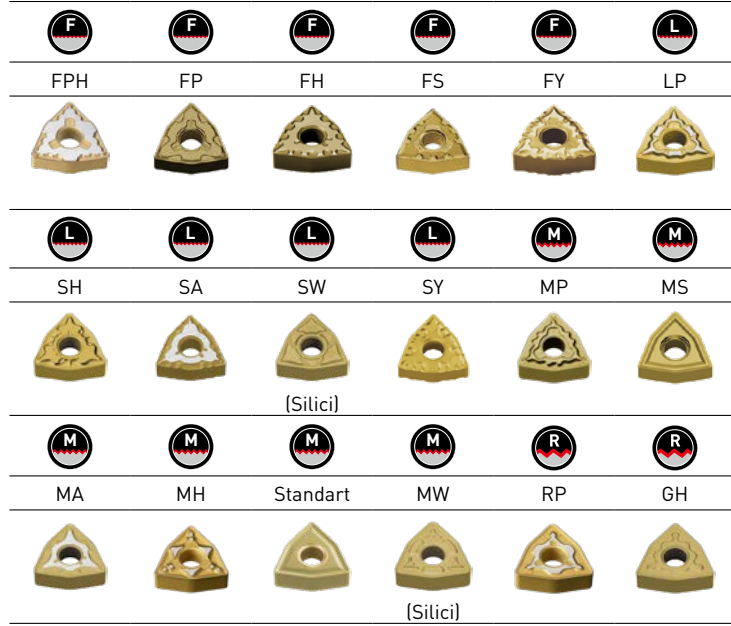 F F F F F L
FPH FP FH FS FY LP
L L L L M M
SH SA SW SY MP MS
(Silici)
M M M M R R
MA MH Standart MW RP GH
(Silici)